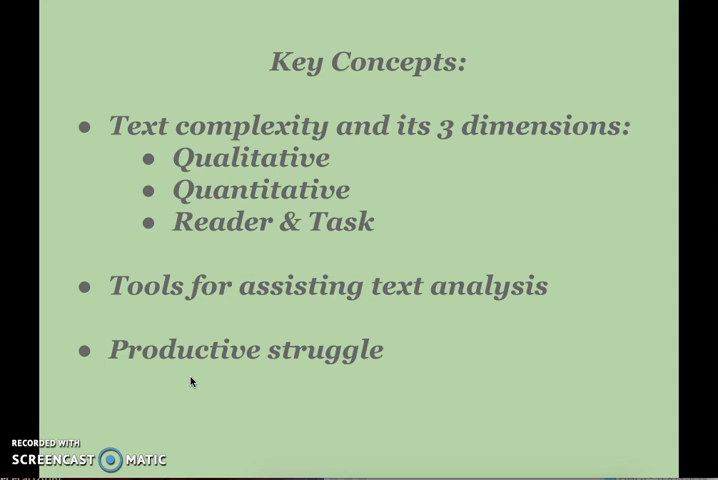 Key Concepts:
● Text complexity and its 3 dimensions:
● Qualitative
● Quantitative
● Reader & Task
● Tools for assisting text analysis
● Productive struggle
RECORDED WITH
SCREENCAST MATIC